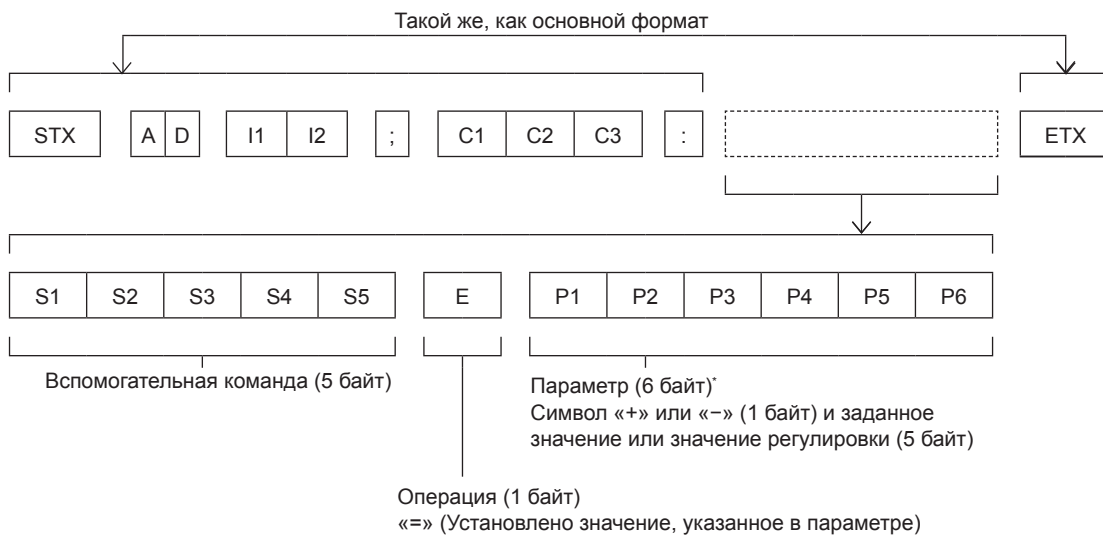 Такой же, как основной формат
STX A D I1 I2 ; C1 C2 C3 : ETX
S1 S2 S3 S4 S5 E P1 P2 P3 P4 P5 P6
Вспомогательная команда (5 байт)
Параметр (6 байт)*
Символ «+» или «−» (1 байт) и заданное
значение или значение регулировки (5 байт)
Операция (1 байт)
«=» (Установлено значение, указанное в параметре)